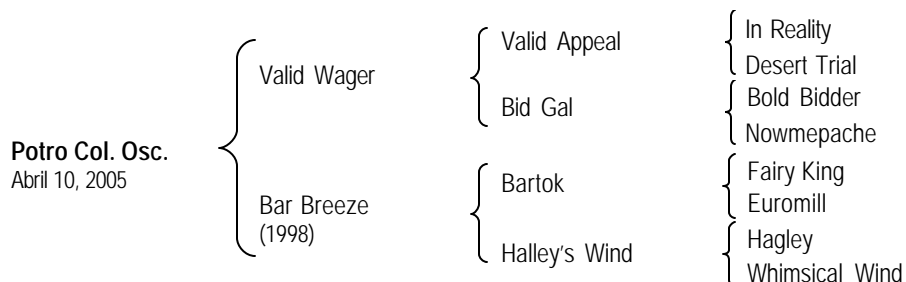 Potro Col. Osc.
Abril 10, 2005
Valid Wager
Bar Breeze
(1998)
Valid Appeal
Bid Gal
Bartok
Halley's Wind
In Reality
Desert Trial
Bold Bidder
Nowmepache
Fairy King
Euromill
Hagley
Whimsical Wind